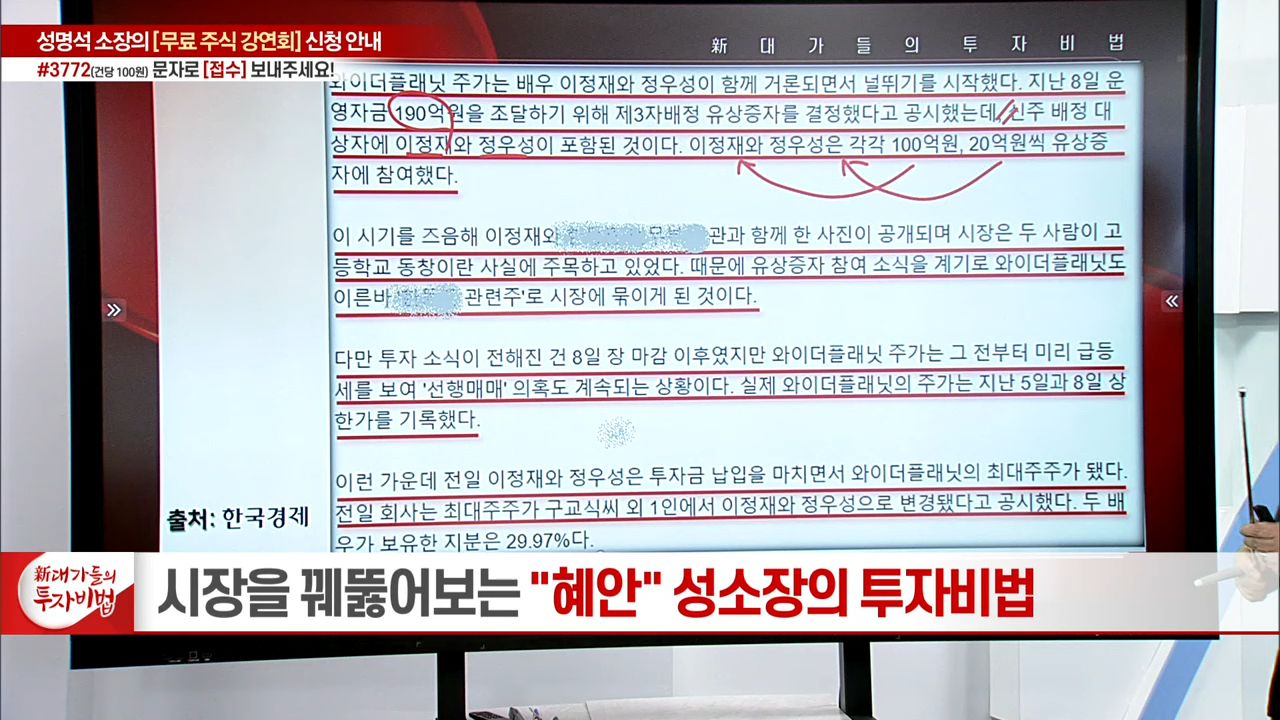 성명석 소장의 [무료 주식 강연회] 신청 안내
#3772(건당 100원) 문자로 [접수] 보내주세요!
新 대 가 들 의 투 자 비 법
와이더플래닛 주가는 배우 이정재와 정우성이 함께 거론되면서 널뛰기를 시작했다. 지난 8일 운
영자금 190억원을 조달하기 위해 제3자배정 유상증자를 결정했다고 공시했는데, 신주 배정 대
상자에 이정재와 정우성이 포함된 것이다. 이정재와 정우성은 각각 100억원, 20억원씩 유상증
자에 참여했다.
이 시기를 즈음해 이정재와 관과 함께 한 사진이 공개되며 시장은 두 사람이 고
등학교 동창이란 사실에 주목하고 있었다. 때문에 유상증자 참여 소식을 계기로 와이더플래닛도
이른바 관련주'로 시장에 묶이게 된 것이다.
다만 투자 소식이 전해진 건 8일 장 마감 이후였지만 와이더플래닛 주가는 그 전부터 미리 급등
세를 보여 '선행매매' 의혹도 계속되는 상황이다. 실제 와이더플래닛의 주가는 지난 5일과 8일 상
한가를 기록했다.
이런 가운데 전일 이정재와 정우성은 투자금 납입을 마치면서 와이더플래닛의 최대주주가 됐다.
전일 회사는 최대주주가 구교식씨 외 1인에서 이정재와 정우성으로 변경됐다고 공시했다. 두 배
우가 보유한 지분은 29.97%다.
출처: 한국경제
新대가들의
투자비법
시장을 꿰뚫어보는 "혜안" 성소장의 투자비법